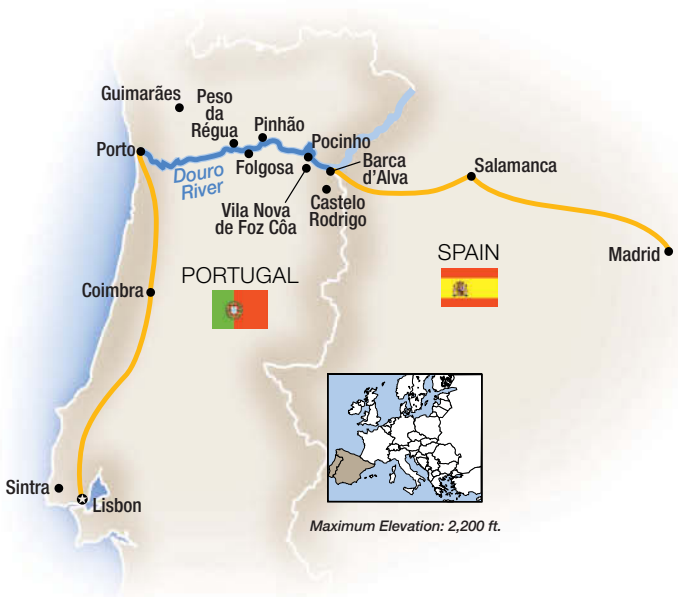 Guimarães
Peso
da
Régua
Pinhão
Pocinho
Porto
Folgosa
Barca
d'Alva
Salamanca
Douro
River
Vila Nova
de Foz Côa
Castelo
Rodrigo
SPAIN
Madrid
PORTUGAL
Coimbra
Sintra
Lisbon
Maximum Elevation: 2,200 ft.